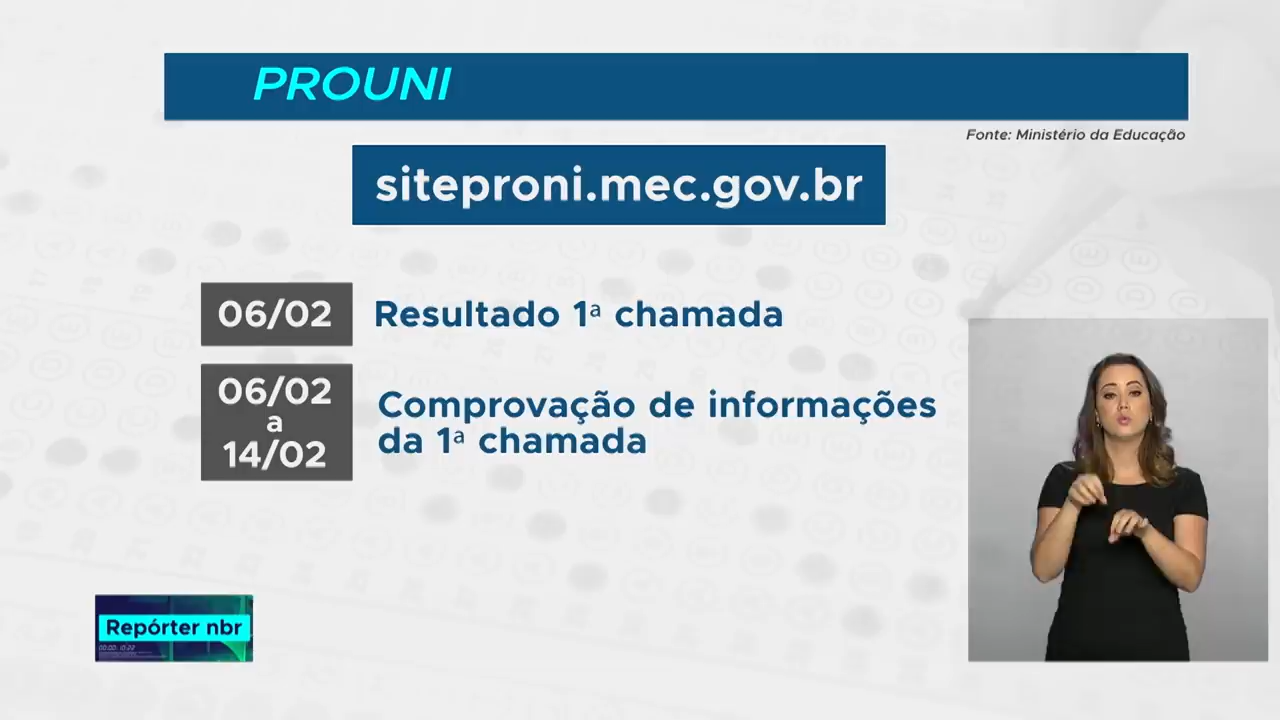 PROUNI
Fonte: Ministério da Educação
siteproni.mec.gov.br
06/02
Resultado 1ª chamada
06/02
a
14/02
Comprovação de informações
da 1ª chamada
Repórter nbr